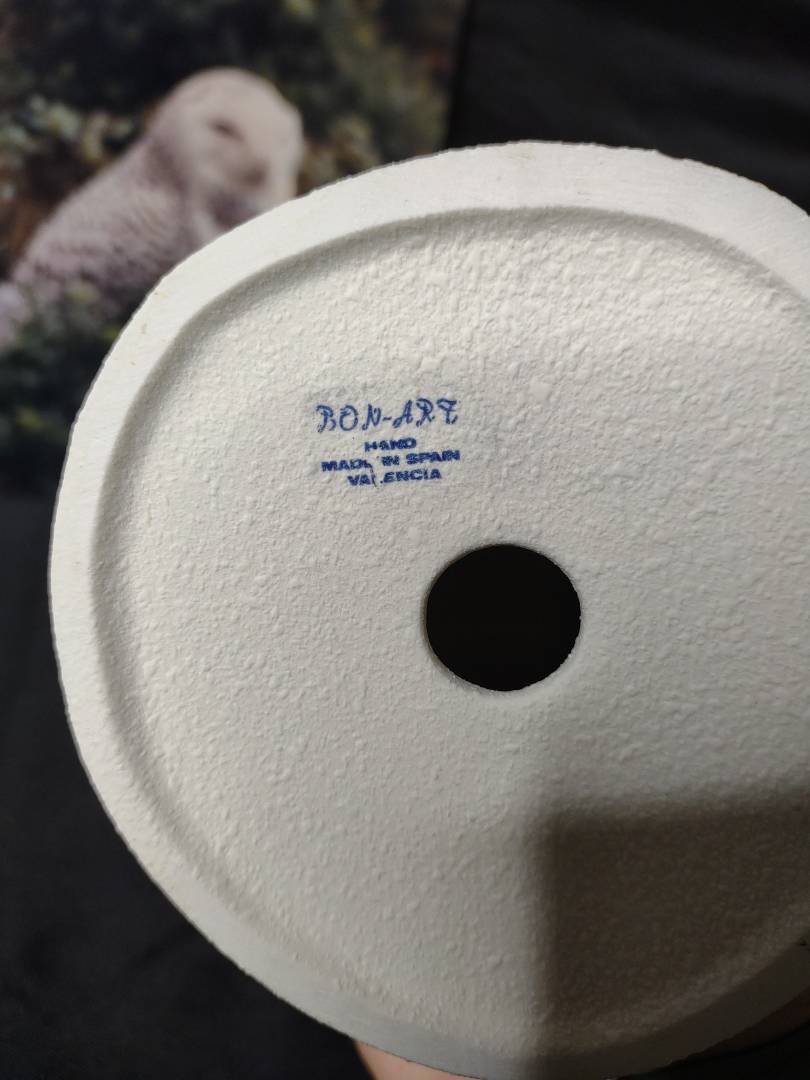 BON-ART
HAND
MADE IN SPAIN
VALENCIA